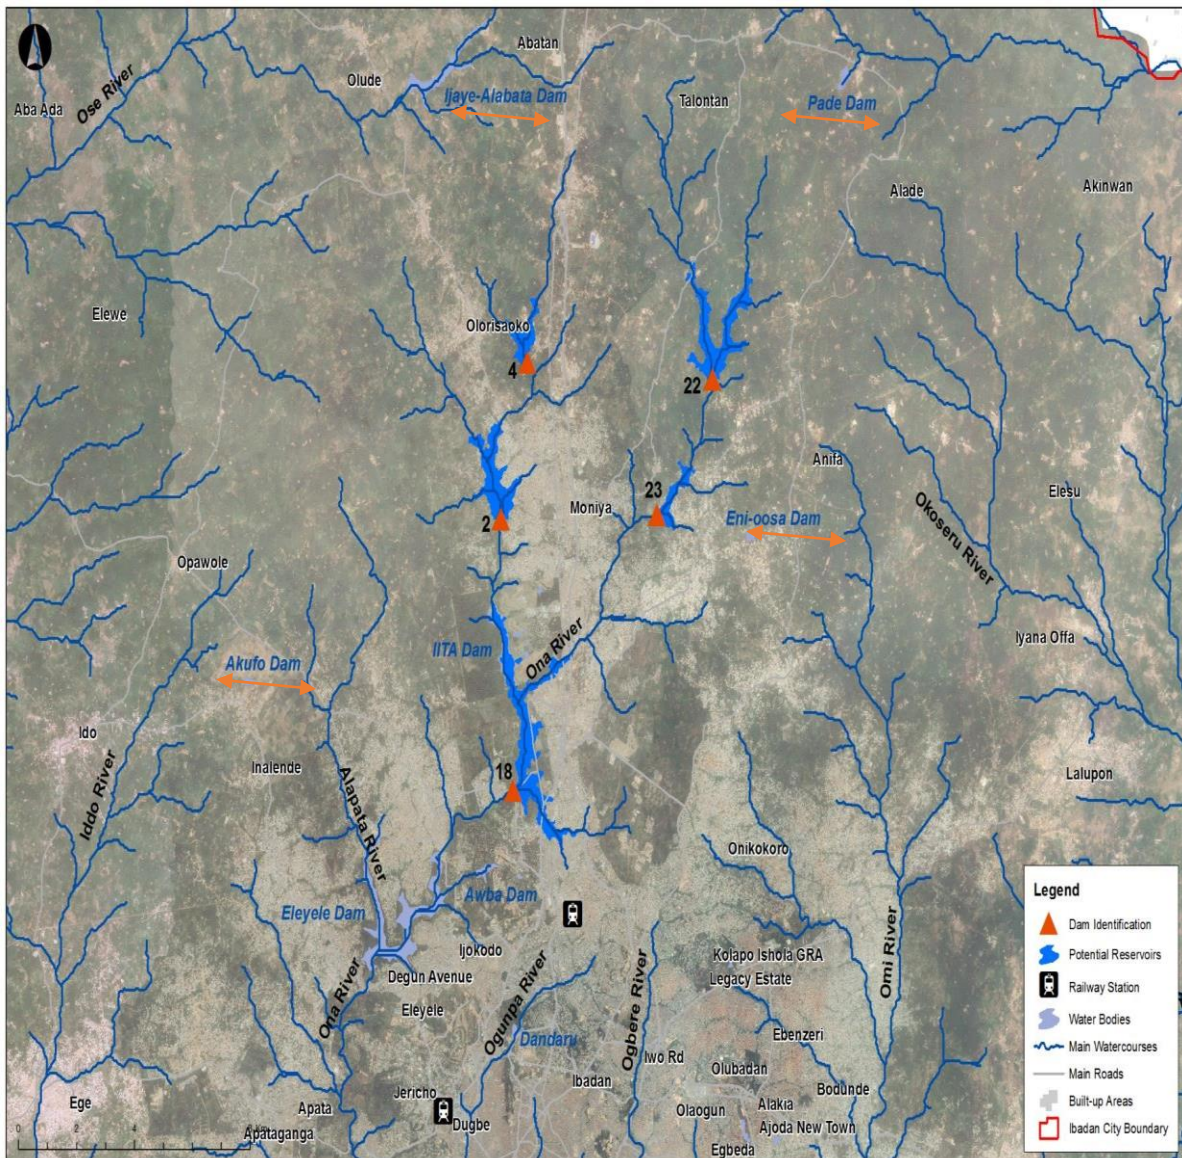 Abatan
Olude
Ose River
Aba Ada
Ijaye-Alabata Dam
Talontan
Pade Dam
Alade
Akinwan
Elewe
Olorisaoko
4
22
Anifa
23
Elesu
Moniya
2
Eni-oosa Dam
Okoseru River
Opawole
Iyana Offa
IITA Dam
Ona River
Akufo Dam
Ido
Inalende
18
Lalupon
Alapata River
Iddo River
Onikokoro
Awba Dam
Eleyele Dam
Ijokodo
Kolapo Ishola GRA
Omi River
Degun Avenue
Legacy Estate
Ona River
Eleyele
Ogunpa River
Ogbere River
Ebenzeri
Dandaru
Iwo Rd
Olubadan
Ibadan
Bodunde
Jericho
Ege
Apata
Dugbe
Olaogun
Alakia
Apataganga
Ajoda New Town
Egbeda
0
Legend
Dam Identification
Potential Reservoirs
Railway Station
Water Bodies
Main Watercourses
Main Roads
Built-up Areas
Ibadan City Boundary